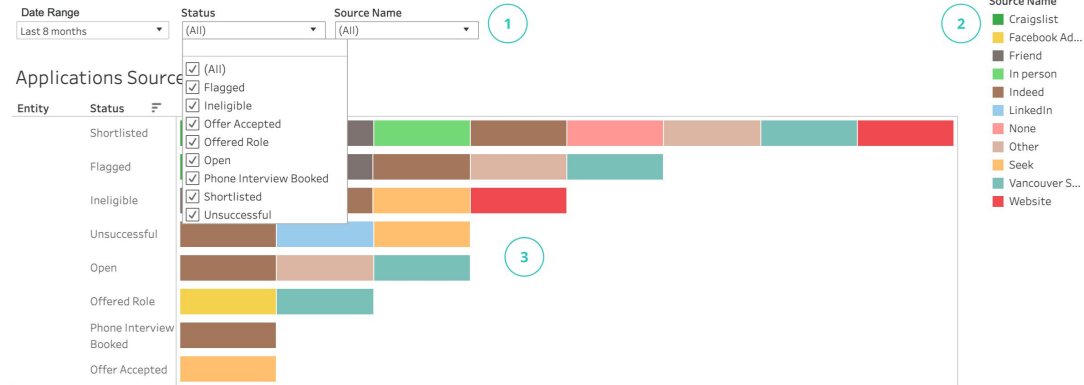 Date Range
Last 8 months
Status
(All)
Source Name
(All)
1
2
Source Name
Craigslist
Facebook Ad...
Friend
In person
Indeed
LinkedIn
None
Other
Seek
Vancouver S...
Website
(All)
Flagged
Ineligible
Offer Accepted
Offered Role
Open
Phone Interview Booked
Shortlisted
Unsuccessful
Applications Source
Entity
Status
Shortlisted
Flagged
Ineligible
Unsuccessful
Open
Offered Role
Phone Interview
Booked
Offer Accepted
3